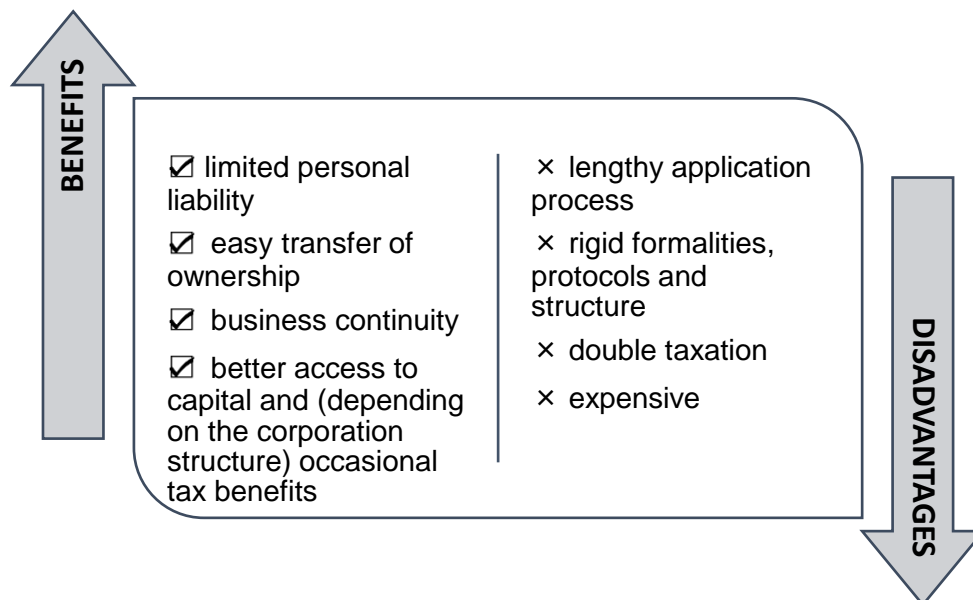 BENEFITS
☑ limited personal
liability
☑ easy transfer of
ownership
☑ business continuity
☑ better access to
capital and (depending
on the corporation
structure) occasional
tax benefits
× lengthy application
process
× rigid formalities,
protocols and
structure
× double taxation
× expensive
DISADVANTAGES